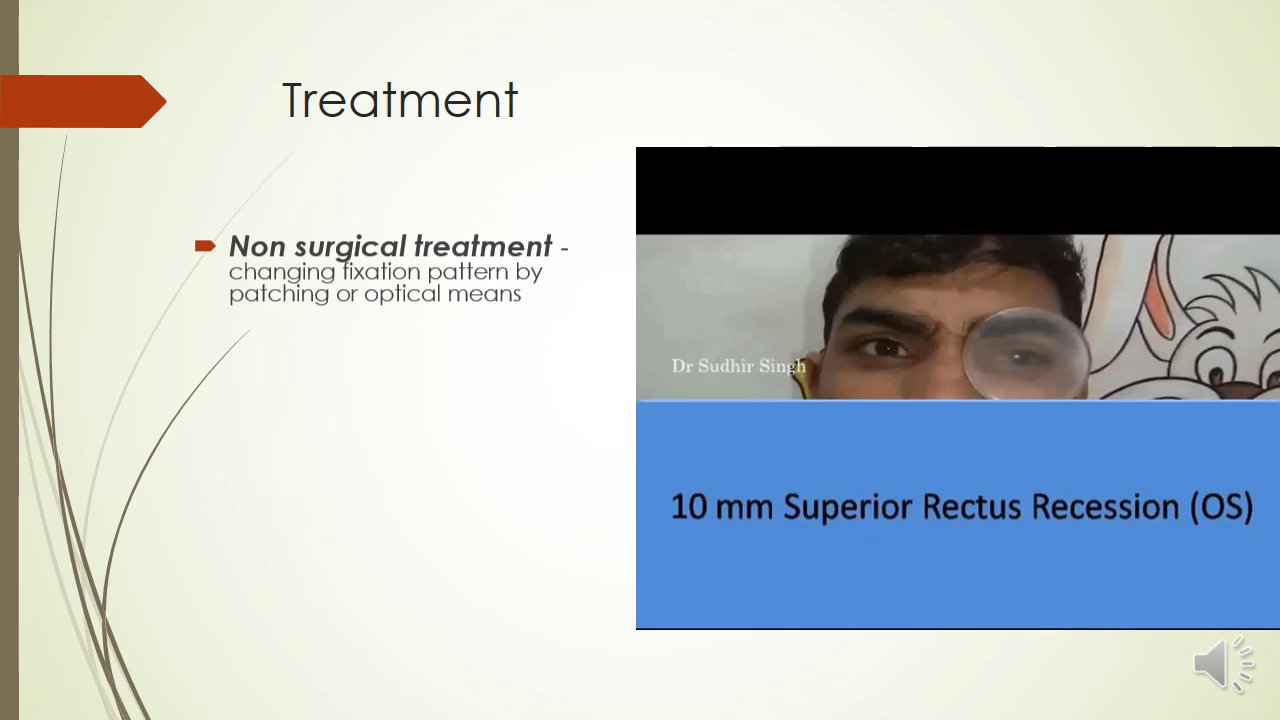 Treatment
Non surgical treatment -
changing fixation pattern by
patching or optical means
Dr Sudhir Singh
10 mm Superior Rectus Recession (OS)